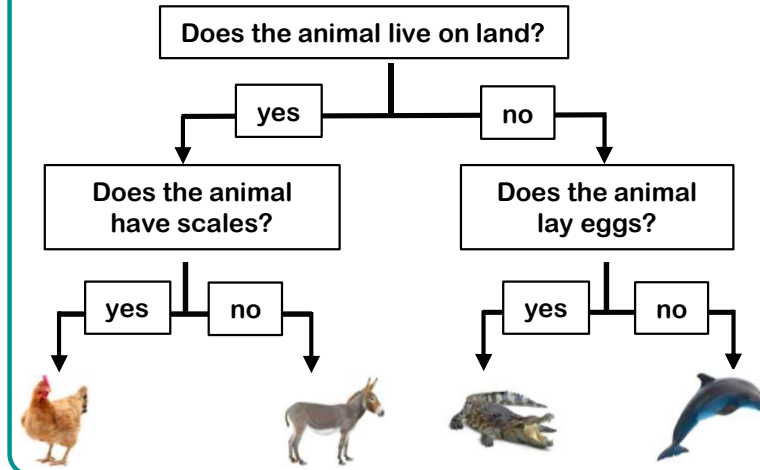 Does the animal live on land?
yes
no
Does the animal
have scales?
Does the animal
lay eggs?
yes
no
yes
no